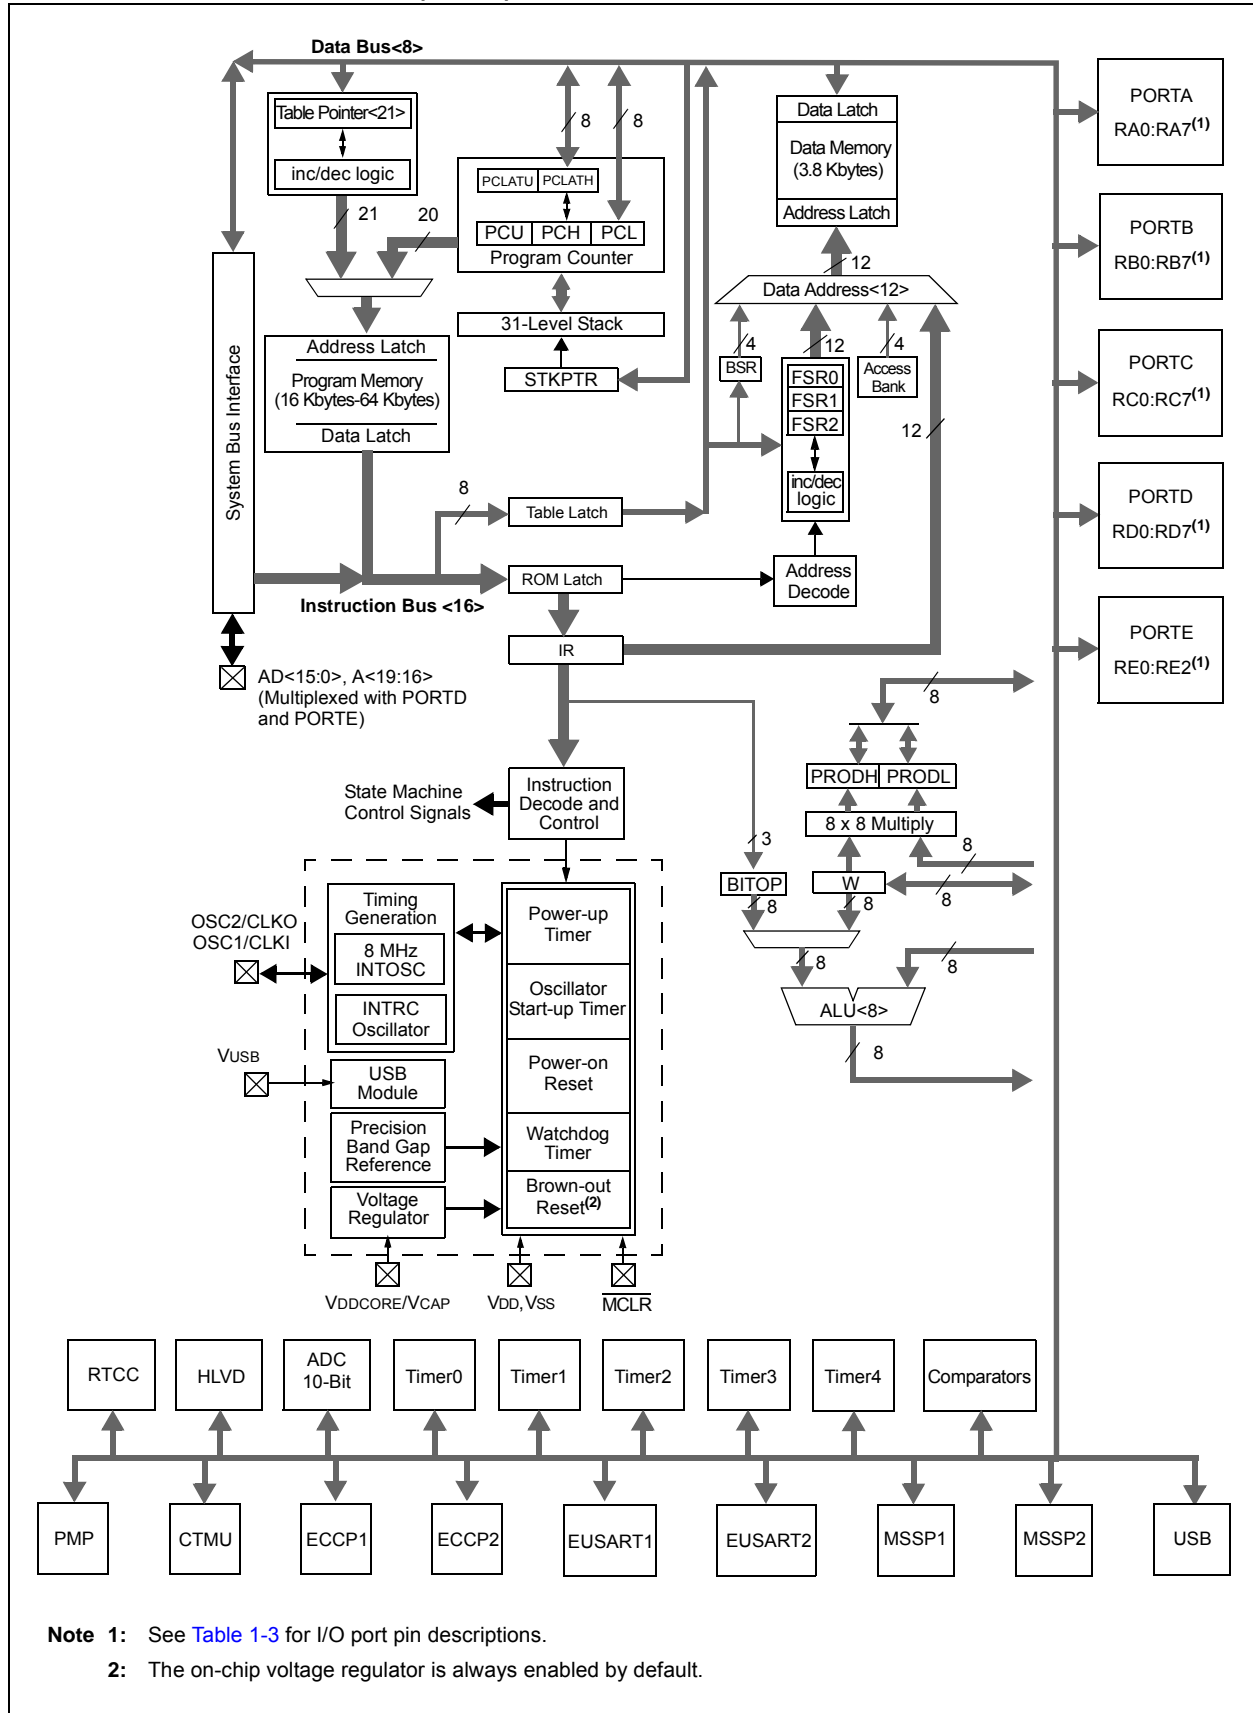 Data Bus<8>
Table Pointer<21>
inc/dec logic
21
20
8
8
PCLATU PCLATH
PCU PCH PCL
Program Counter
31-Level Stack
STKPTR
Data Latch
Data Memory
(3.8 Kbytes)
Address Latch
12
Data Address<12>
4
12
4
BSR
FSR0
FSR1
FSR2
inc/dec
logic
Access
Bank
12
Address
Decode
System Bus Interface
Address Latch
Program Memory
(16 Kbytes-64 Kbytes)
Data Latch
8
Table Latch
ROM Latch
Instruction Bus <16>
IR
AD<15:0>, A<19:16>
(Multiplexed with PORTD
and PORTE)
PORTA
RA0:RA7(1)
PORTB
RB0:RB7(1)
PORTC
RC0:RC7(1)
PORTD
RD0:RD7(1)
PORTE
RE0:RE2(1)
State Machine
Control Signals
Instruction
Decode and
Control
8
PRODH PRODL
8 x 8 Multiply
3
8
BITOP
W
8
8
8
8
8
ALU<8>
8
OSC2/CLKO
OSC1/CLKI
Timing
Generation
8 MHz
INTOSC
INTRC
Oscillator
VUSB
USB
Module
Precision
Band Gap
Reference
Voltage
Regulator
Power-up
Timer
Oscillator
Start-up Timer
Power-on
Reset
Watchdog
Timer
Brown-out
Reset(2)
VDDCORE/VCAP
VDD, VSS
MCLR
RTCC
HLVD
ADC
10-Bit
Timer0
Timer1
Timer2
Timer3
Timer4
Comparators
PMP
CTMU
ECCP1
ECCP2
EUSART1
EUSART2
MSSP1
MSSP2
USB
Note 1: See Table 1-3 for I/O port pin descriptions.
2: The on-chip voltage regulator is always enabled by default.